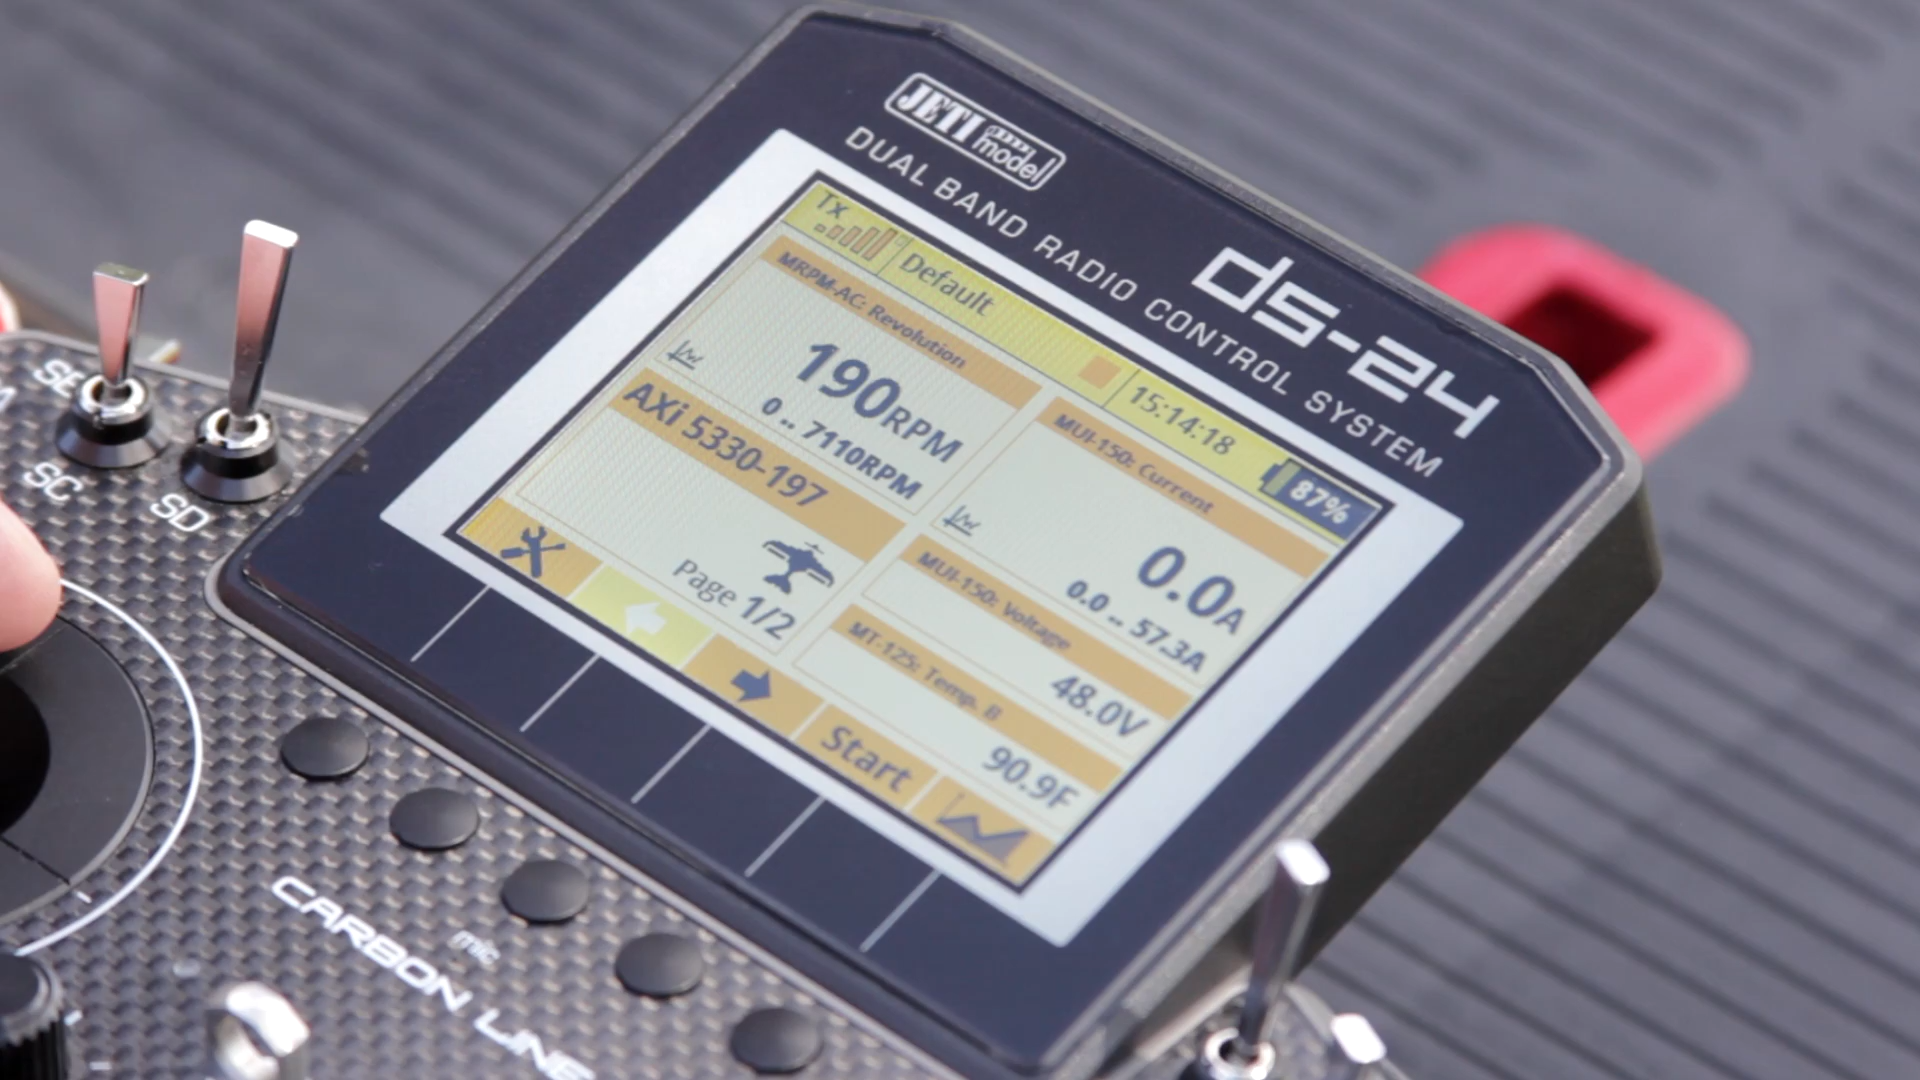 JETI model
DUAL BAND RADIO CONTROL SYSTEM
ds-24
Tx
Default
15:14:18
87%
MRPM-AC: Revolution
190RPM
0 .. 7110RPM
MUI-150: Current
0.0A
0.0 .. 57.3A
AXi 5330-197
Page 1/2
MUI-150: Voltage
48.0V
MT-125: Temp. B
90.9F
Start
SC
SD
mic
CARBON LINE